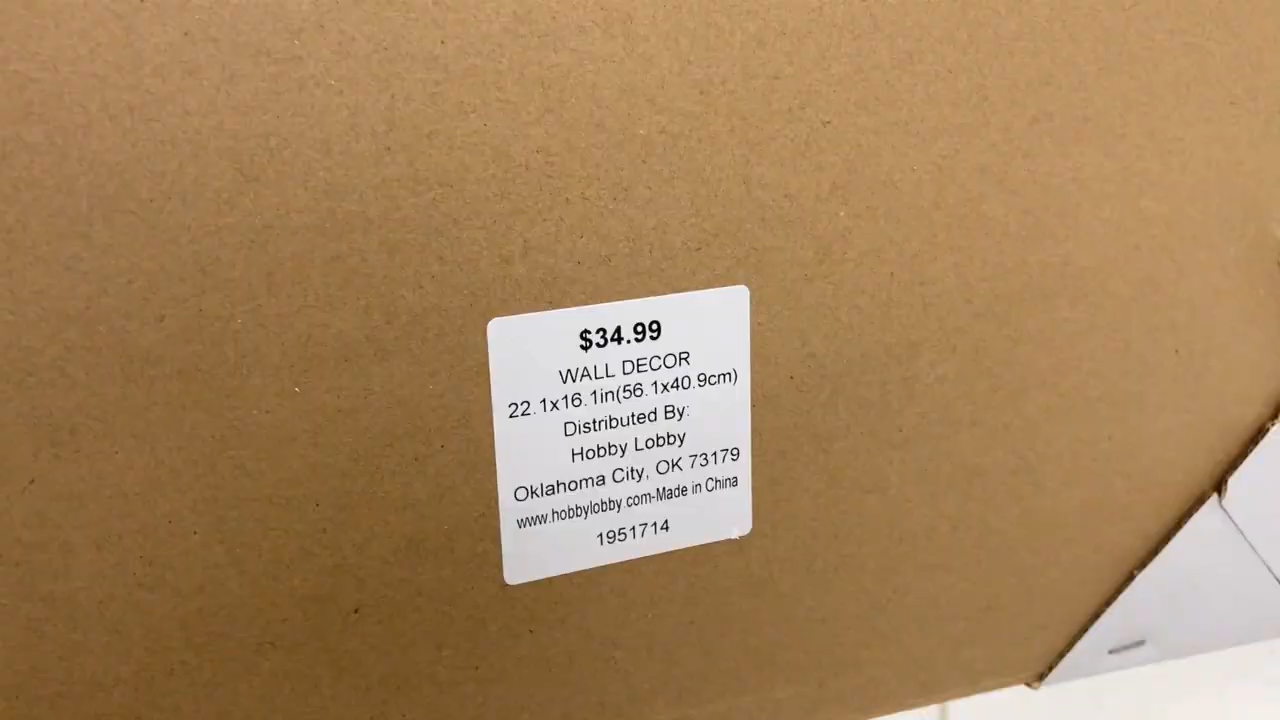 $34.99
WALL DECOR
22.1x16.1in(56.1x40.9cm)
Distributed By:
Hobby Lobby
Oklahoma City, OK 73179
www.hobbylobby.com-Made in China
1951714